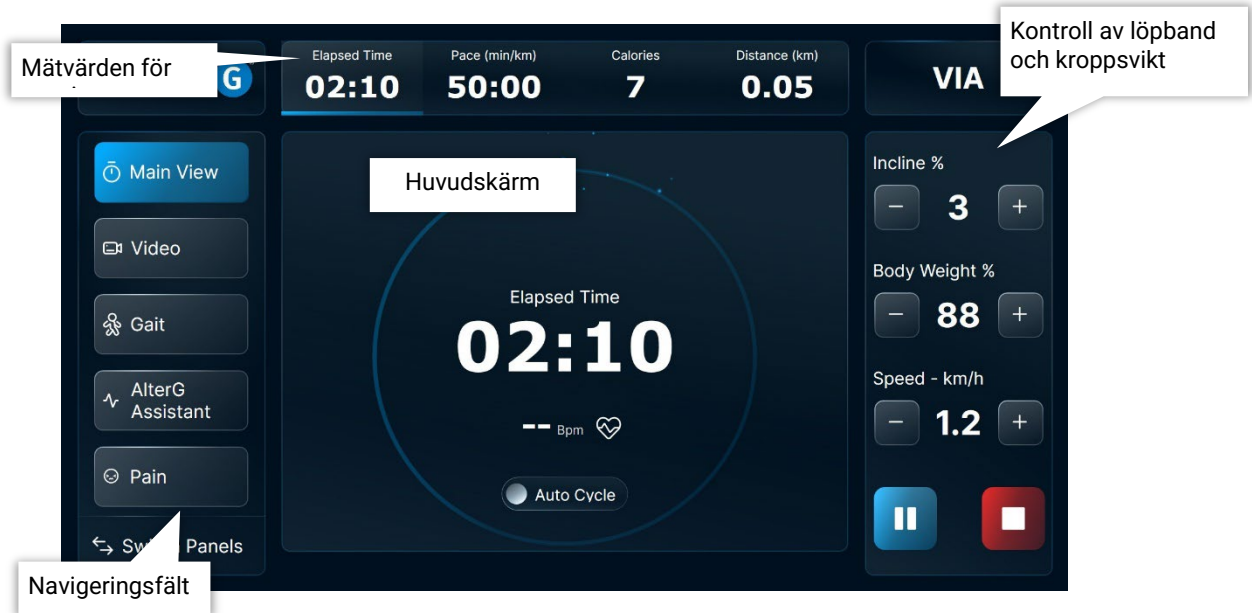 Kontroll av löpband
och kroppsvikt
Mätvärden för
G
Elapsed Time
02:10
Pace (min/km)
50:00
Calories
7
Distance (km)
0.05
VIA
Main View
Video
Gait
AlterG
Assistant
Pain
Panels
Navigeringsfält
Huvudskärm
Elapsed Time
02:10
-- Bpm
Auto Cycle
Incline %
− 3 +
Body Weight %
− 88 +
Speed - km/h
− 1.2 +